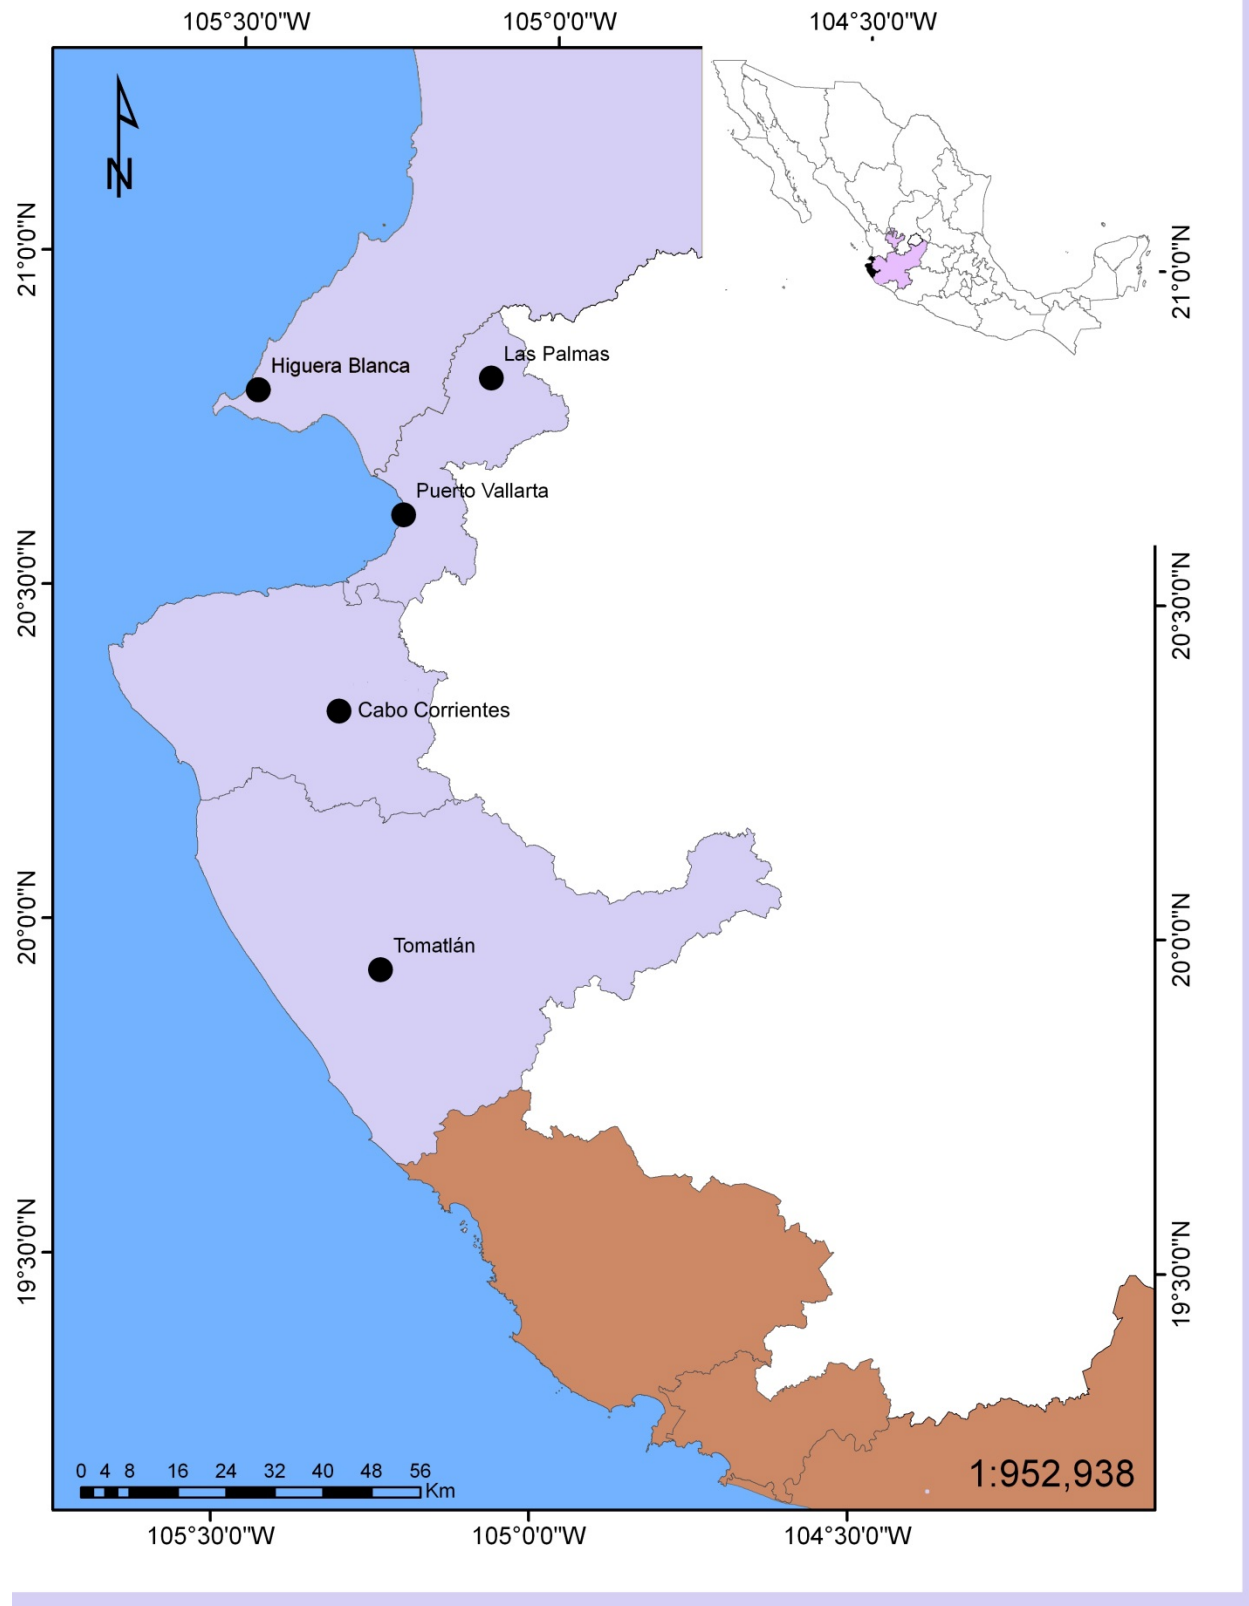 105°30'0"W 105°0'0"W 104°30'0"W
N
21°0'0"N
21°0'0"N
Las Palmas
Higuera Blanca
Puerto Vallarta
20°30'0"N
20°30'0"N
Cabo Corrientes
20°0'0"N
20°0'0"N
Tomatlán
19°30'0"N
19°30'0"N
0 4 8 16 24 32 40 48 56
Km
1:952,938
105°30'0"W 105°0'0"W 104°30'0"W